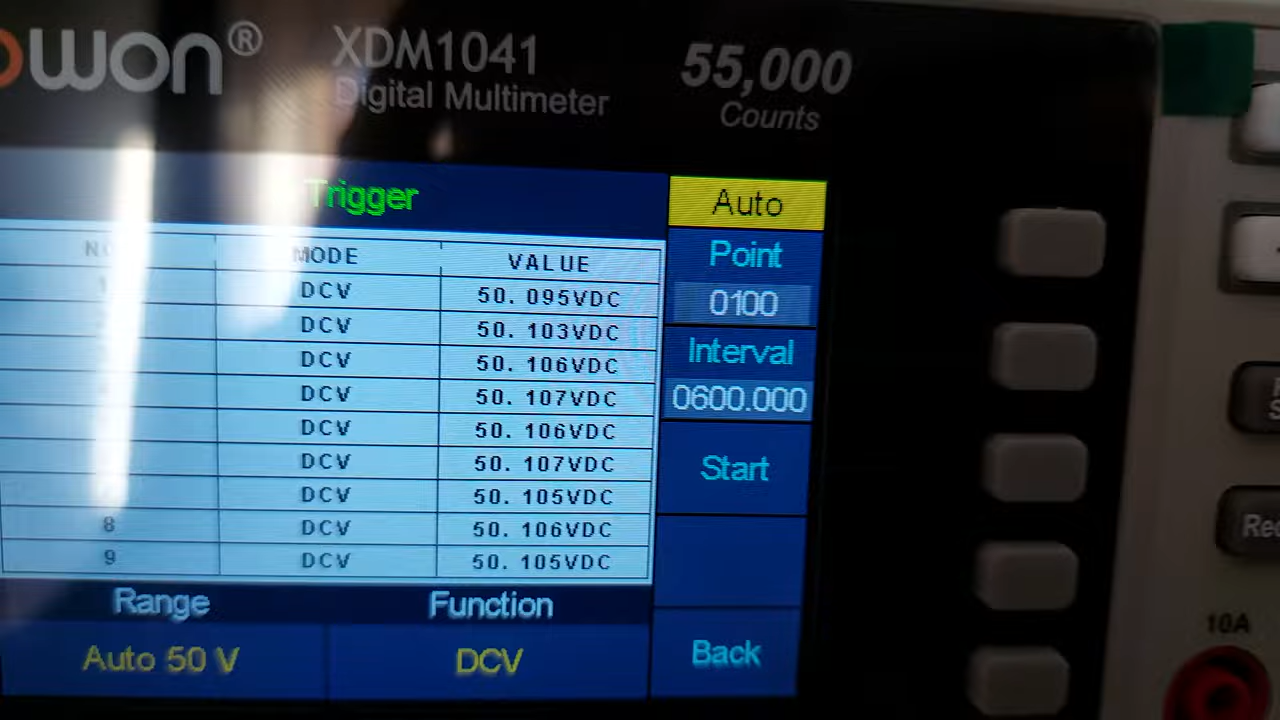 owon®
XDM1041
Digital Multimeter
55,000
Counts
Trigger
Auto
Point
0100
Interval
0600.000
Start
Back
MODE VALUE
DCV 50. 095VDC
DCV 50. 103VDC
DCV 50. 106VDC
DCV 50. 107VDC
DCV 50. 106VDC
DCV 50. 107VDC
DCV 50. 105VDC
8 DCV 50. 106VDC
9 DCV 50. 105VDC
Range Function
Auto 50 V DCV
10A